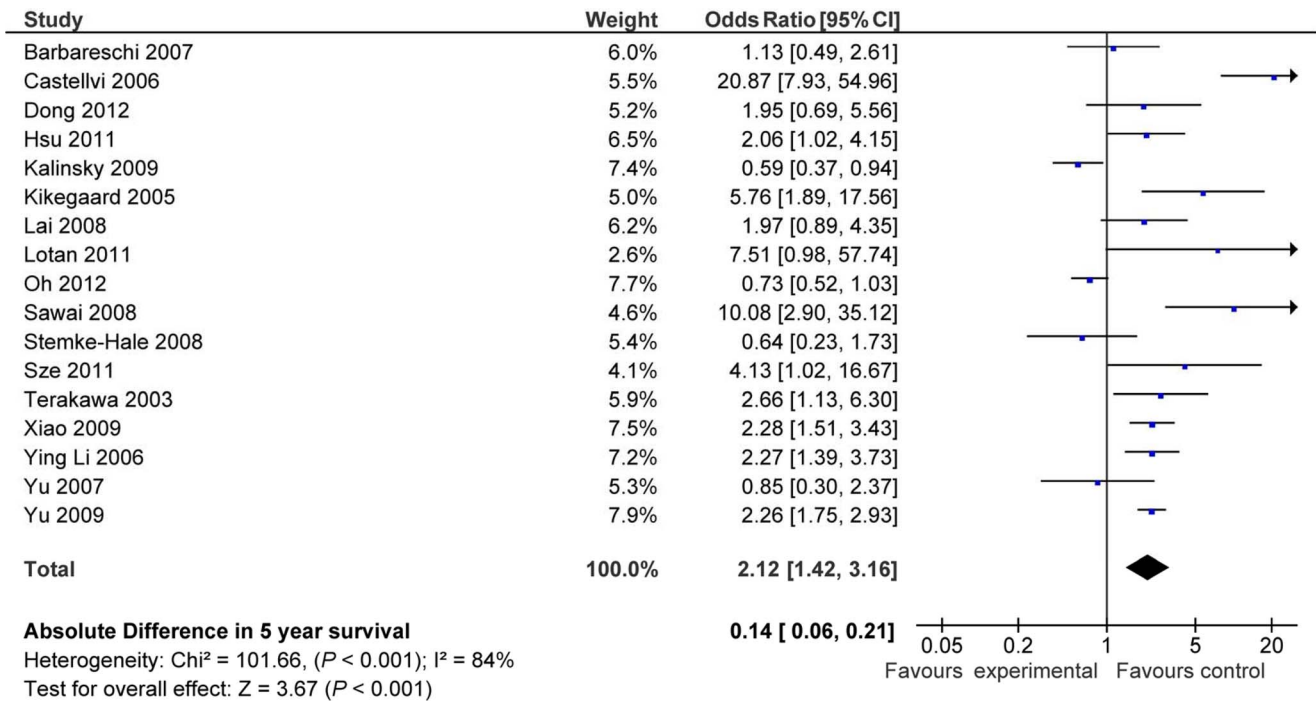 Study Weight Odds Ratio [95% CI]
Barbareschi 2007 6.0% 1.13 [0.49, 2.61]
Castellvi 2006 5.5% 20.87 [7.93, 54.96]
Dong 2012 5.2% 1.95 [0.69, 5.56]
Hsu 2011 6.5% 2.06 [1.02, 4.15]
Kalinsky 2009 7.4% 0.59 [0.37, 0.94]
Kikegaard 2005 5.0% 5.76 [1.89, 17.56]
Lai 2008 6.2% 1.97 [0.89, 4.35]
Lotan 2011 2.6% 7.51 [0.98, 57.74]
Oh 2012 7.7% 0.73 [0.52, 1.03]
Sawai 2008 4.6% 10.08 [2.90, 35.12]
Stemke-Hale 2008 5.4% 0.64 [0.23, 1.73]
Sze 2011 4.1% 4.13 [1.02, 16.67]
Terakawa 2003 5.9% 2.66 [1.13, 6.30]
Xiao 2009 7.5% 2.28 [1.51, 3.43]
Ying Li 2006 7.2% 2.27 [1.39, 3.73]
Yu 2007 5.3% 0.85 [0.30, 2.37]
Yu 2009 7.9% 2.26 [1.75, 2.93]
Total 100.0% 2.12 [1.42, 3.16]
Absolute Difference in 5 year survival 0.14 [ 0.06, 0.21]
Heterogeneity: Chi² = 101.66, (P < 0.001); I² = 84%
Test for overall effect: Z = 3.67 (P < 0.001)
0.05 0.2 1 5 20
Favours experimental Favours control